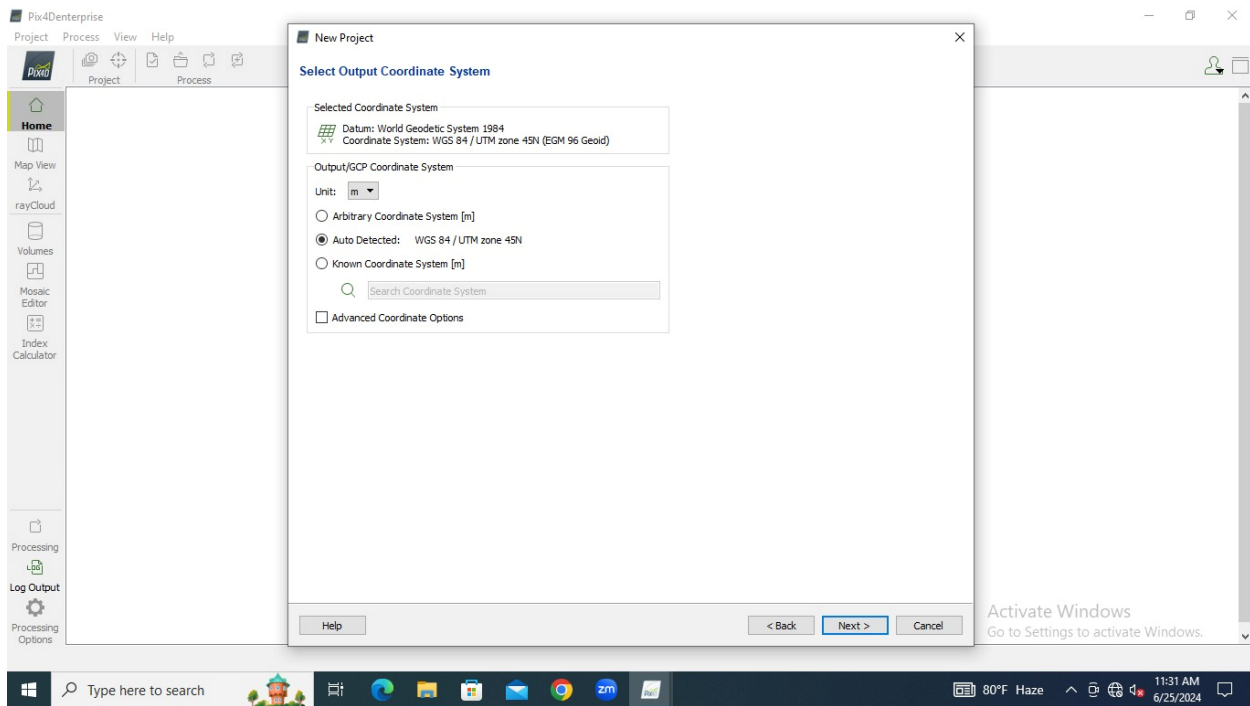 Pix4Denterprise
Project Process View Help
PIX4D
Project
Process
Home
Map View
rayCloud
Volumes
Mosaic
Editor
Index
Calculator
Processing
LOG
Log Output
Processing
Options
New Project
Select Output Coordinate System
Selected Coordinate System
Datum: World Geodetic System 1984
Coordinate System: WGS 84 / UTM zone 45N (EGM 96 Geoid)
Output/GCP Coordinate System
Unit: m
Arbitrary Coordinate System [m]
Auto Detected: WGS 84 / UTM zone 45N
Known Coordinate System [m]
Search Coordinate System
Advanced Coordinate Options
Help
< Back
Next >
Cancel
Activate Windows
Go to Settings to activate Windows.
Type here to search
zm
80°F Haze
11:31 AM
6/25/2024